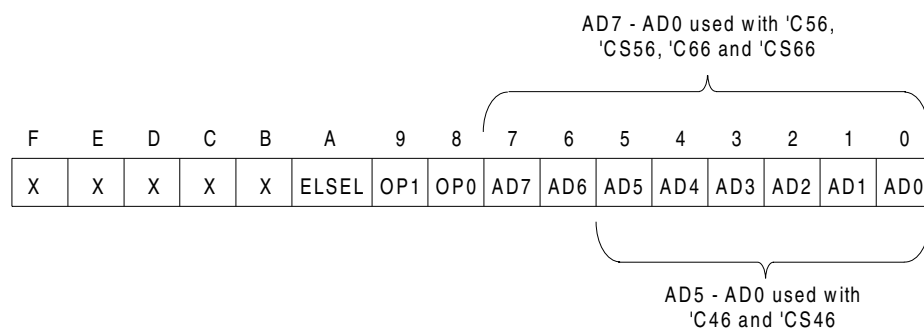 AD7 - AD0 used with 'C56,
'CS56, 'C66 and 'CS66
F E D C B A 9 8 7 6 5 4 3 2 1 0
X X X X X ELSEL OP1 OP0 AD7 AD6 AD5 AD4 AD3 AD2 AD1 AD0
AD5 - AD0 used with
'C46 and 'CS46